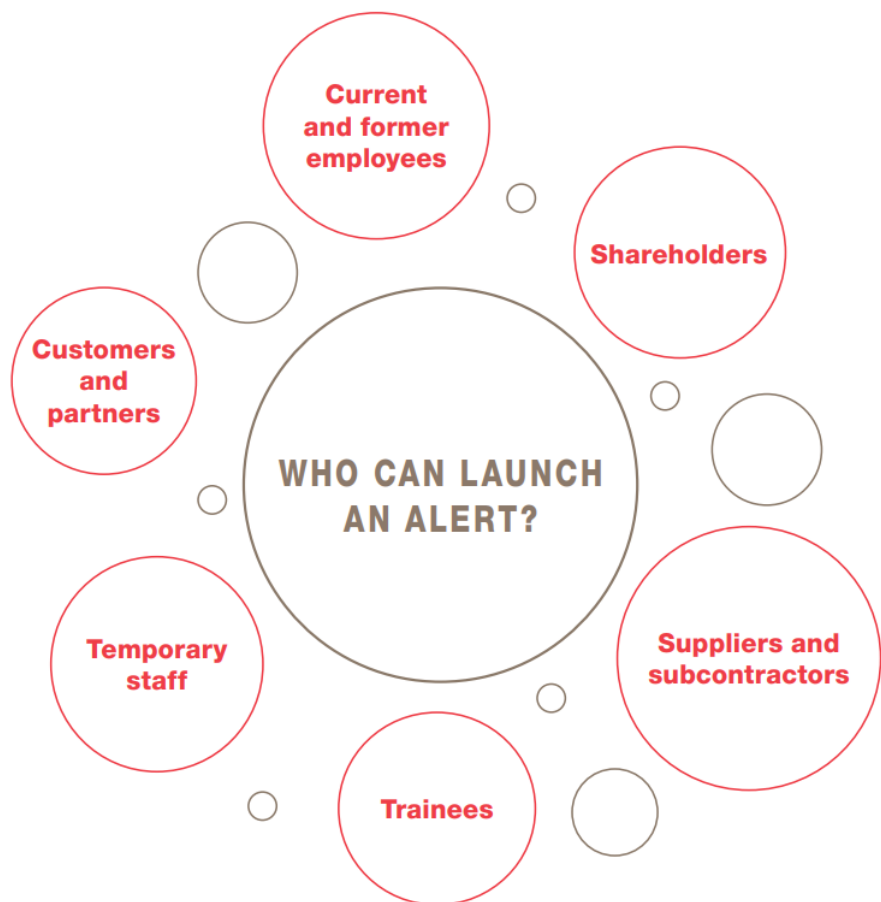 Current
and former
employees
Shareholders
Customers
and
partners
WHO CAN LAUNCH
AN ALERT?
Suppliers and
subcontractors
Temporary
staff
Trainees